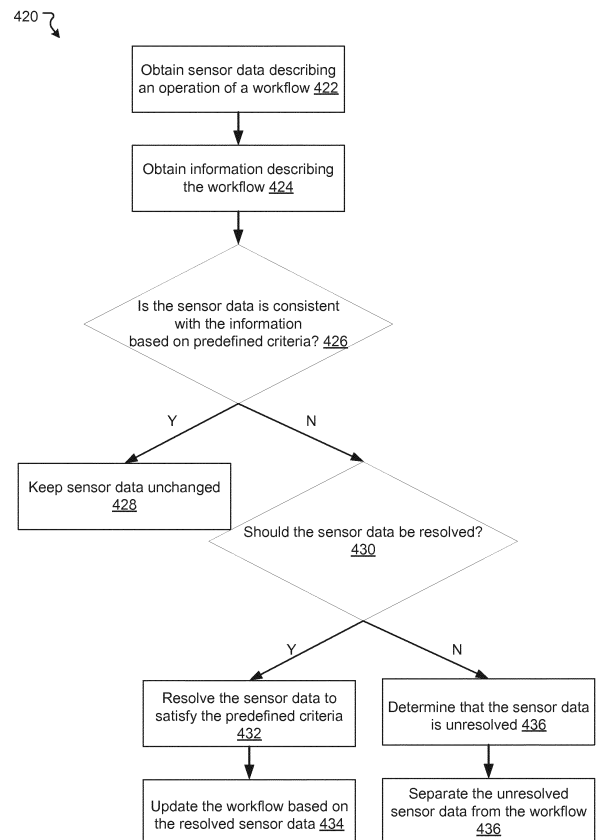 420
Obtain sensor data describing
an operation of a workflow 422
Obtain information describing
the workflow 424
Is the sensor data is consistent
with the information
based on predefined criteria? 426
Y
N
Keep sensor data unchanged
428
Should the sensor data be resolved?
430
Y
N
Resolve the sensor data to
satisfy the predefined criteria
432
Determine that the sensor data
is unresolved 436
Update the workflow based on
the resolved sensor data 434
Separate the unresolved
sensor data from the workflow
436